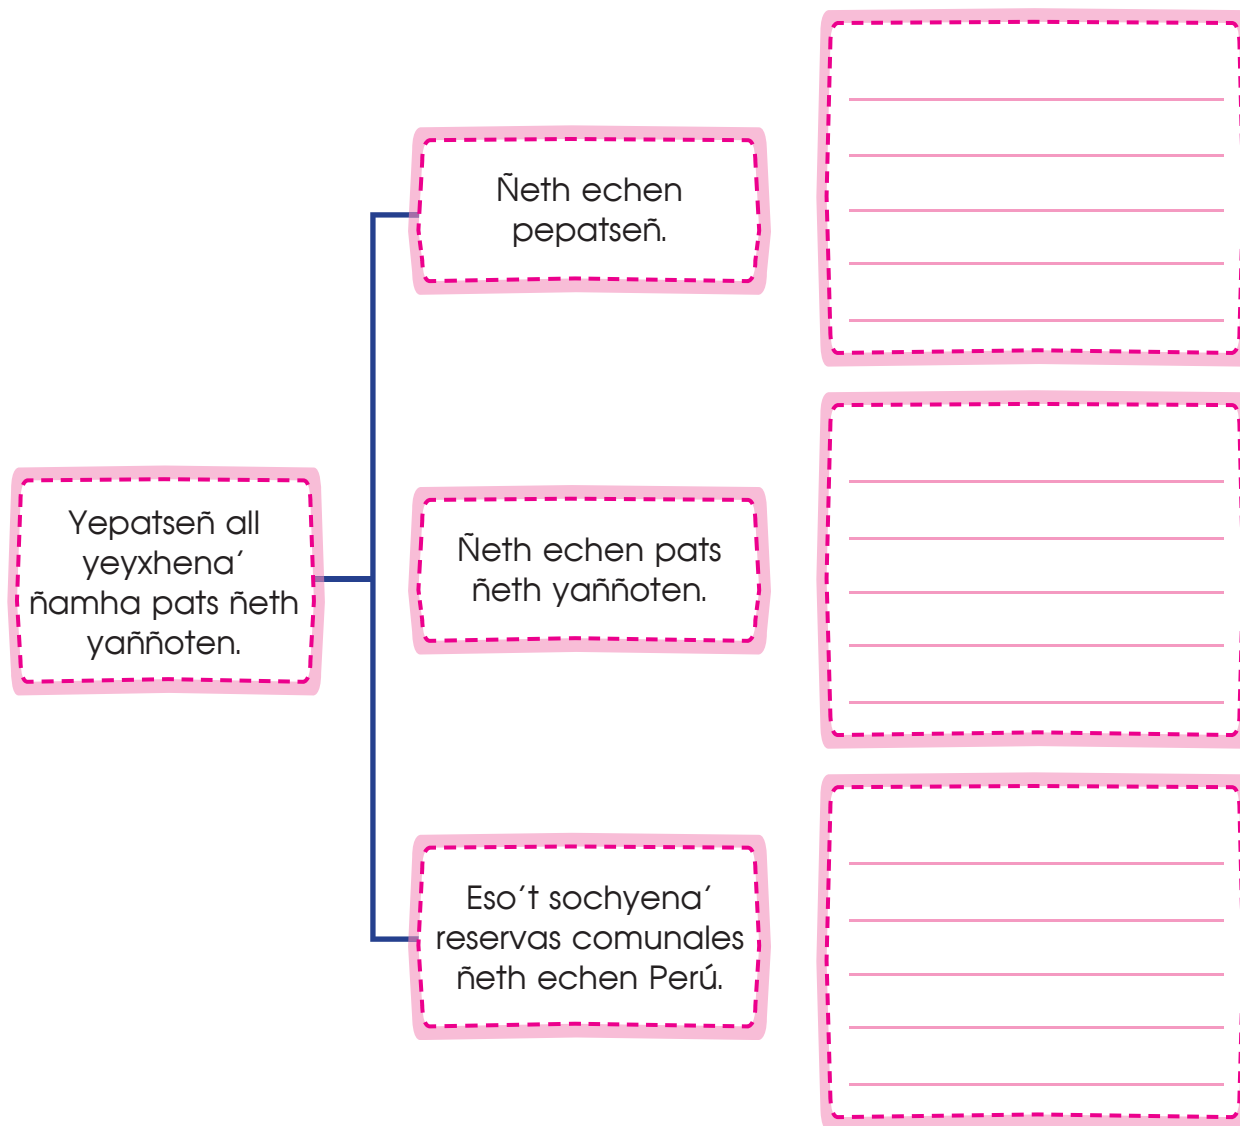 Ñeth echen
pepatseñ.
Yepatseñ all
yeyxhena’
ñamha pats ñeth
yaññoten.
Ñeth echen pats
ñeth yaññoten.
Eso’t sochyena’
reservas comunales
ñeth echen Perú.